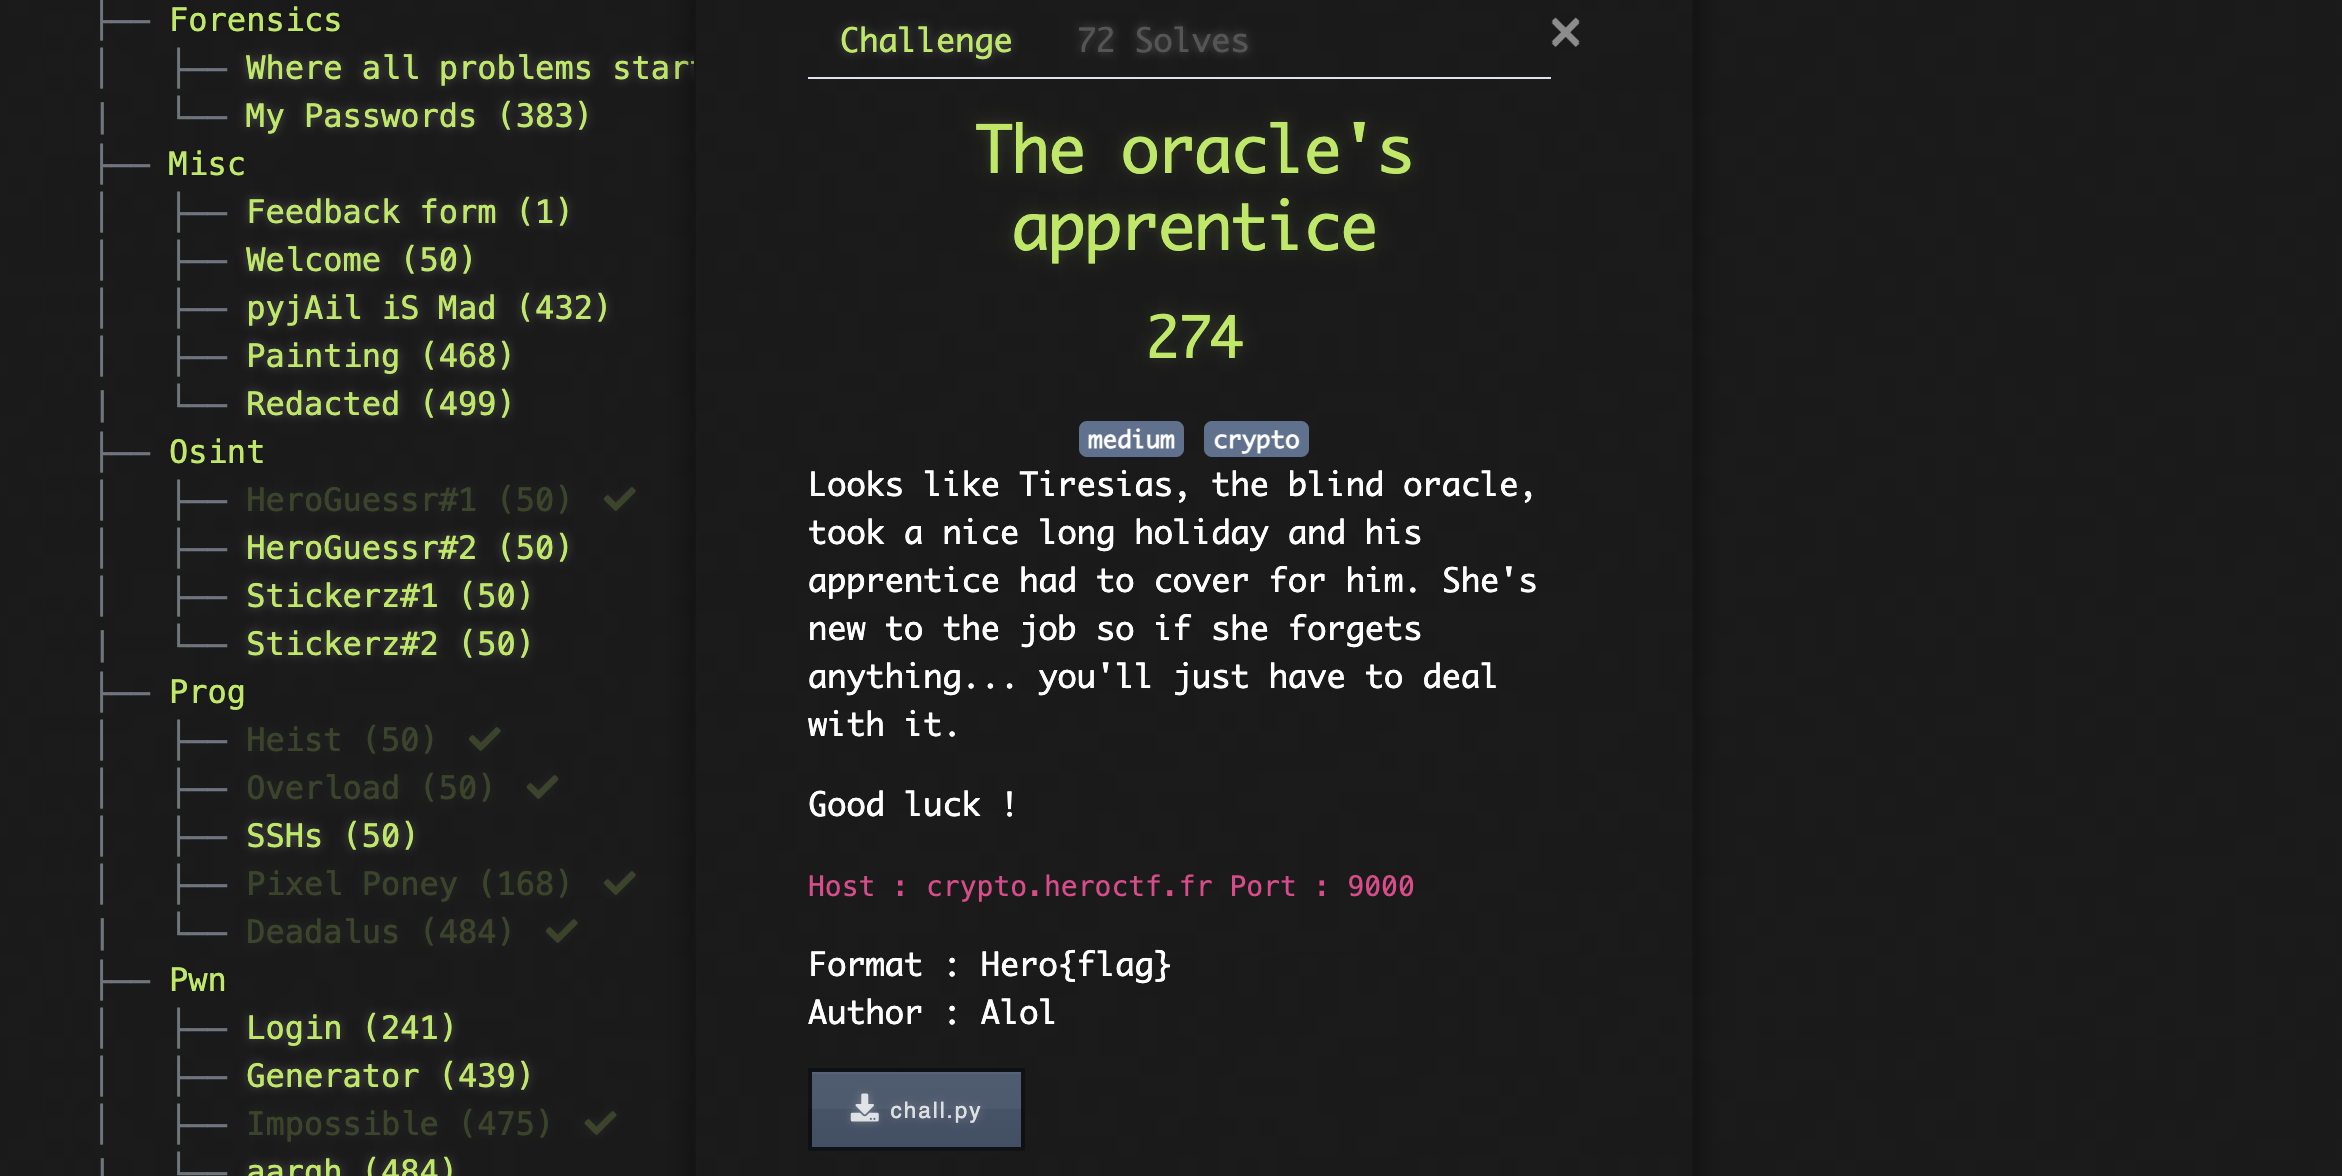 Forensics
Where all problems star
My Passwords (383)
Misc
Feedback form (1)
Welcome (50)
pyjAil iS Mad (432)
Painting (468)
Redacted (499)
Osint
HeroGuessr#1 (50) ✔
HeroGuessr#2 (50)
Stickerz#1 (50)
Stickerz#2 (50)
Prog
Heist (50) ✔
Overload (50) ✔
SSHs (50)
Pixel Poney (168) ✔
Deadalus (484) ✔
Pwn
Login (241)
Generator (439)
Impossible (475) ✔
aargh (484)
Challenge 72 Solves
The oracle's
apprentice
274
medium crypto
Looks like Tiresias, the blind oracle,
took a nice long holiday and his
apprentice had to cover for him. She's
new to the job so if she forgets
anything... you'll just have to deal
with it.
Good luck !
Host : crypto.heroctf.fr Port : 9000
Format : Hero{flag}
Author : Alol
chall.py